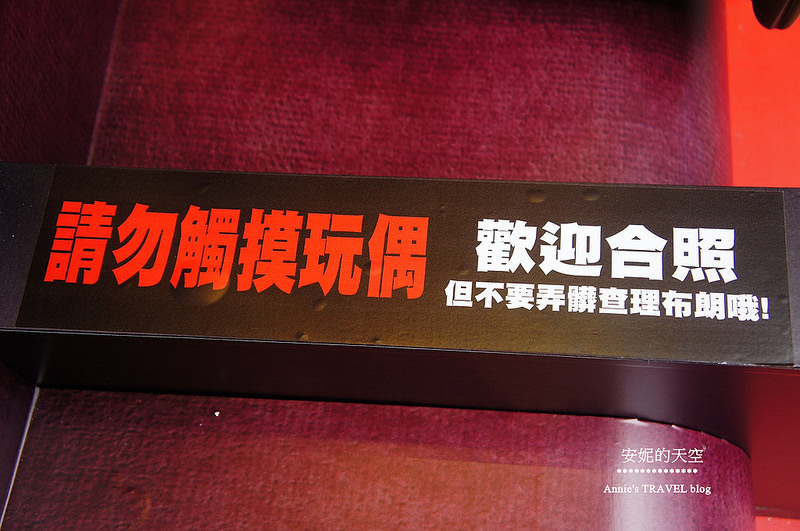 請勿觸摸玩偶
歡迎合照
但不要弄髒查理布朗哦!
安妮的天空
Annie's TRAVEL blog